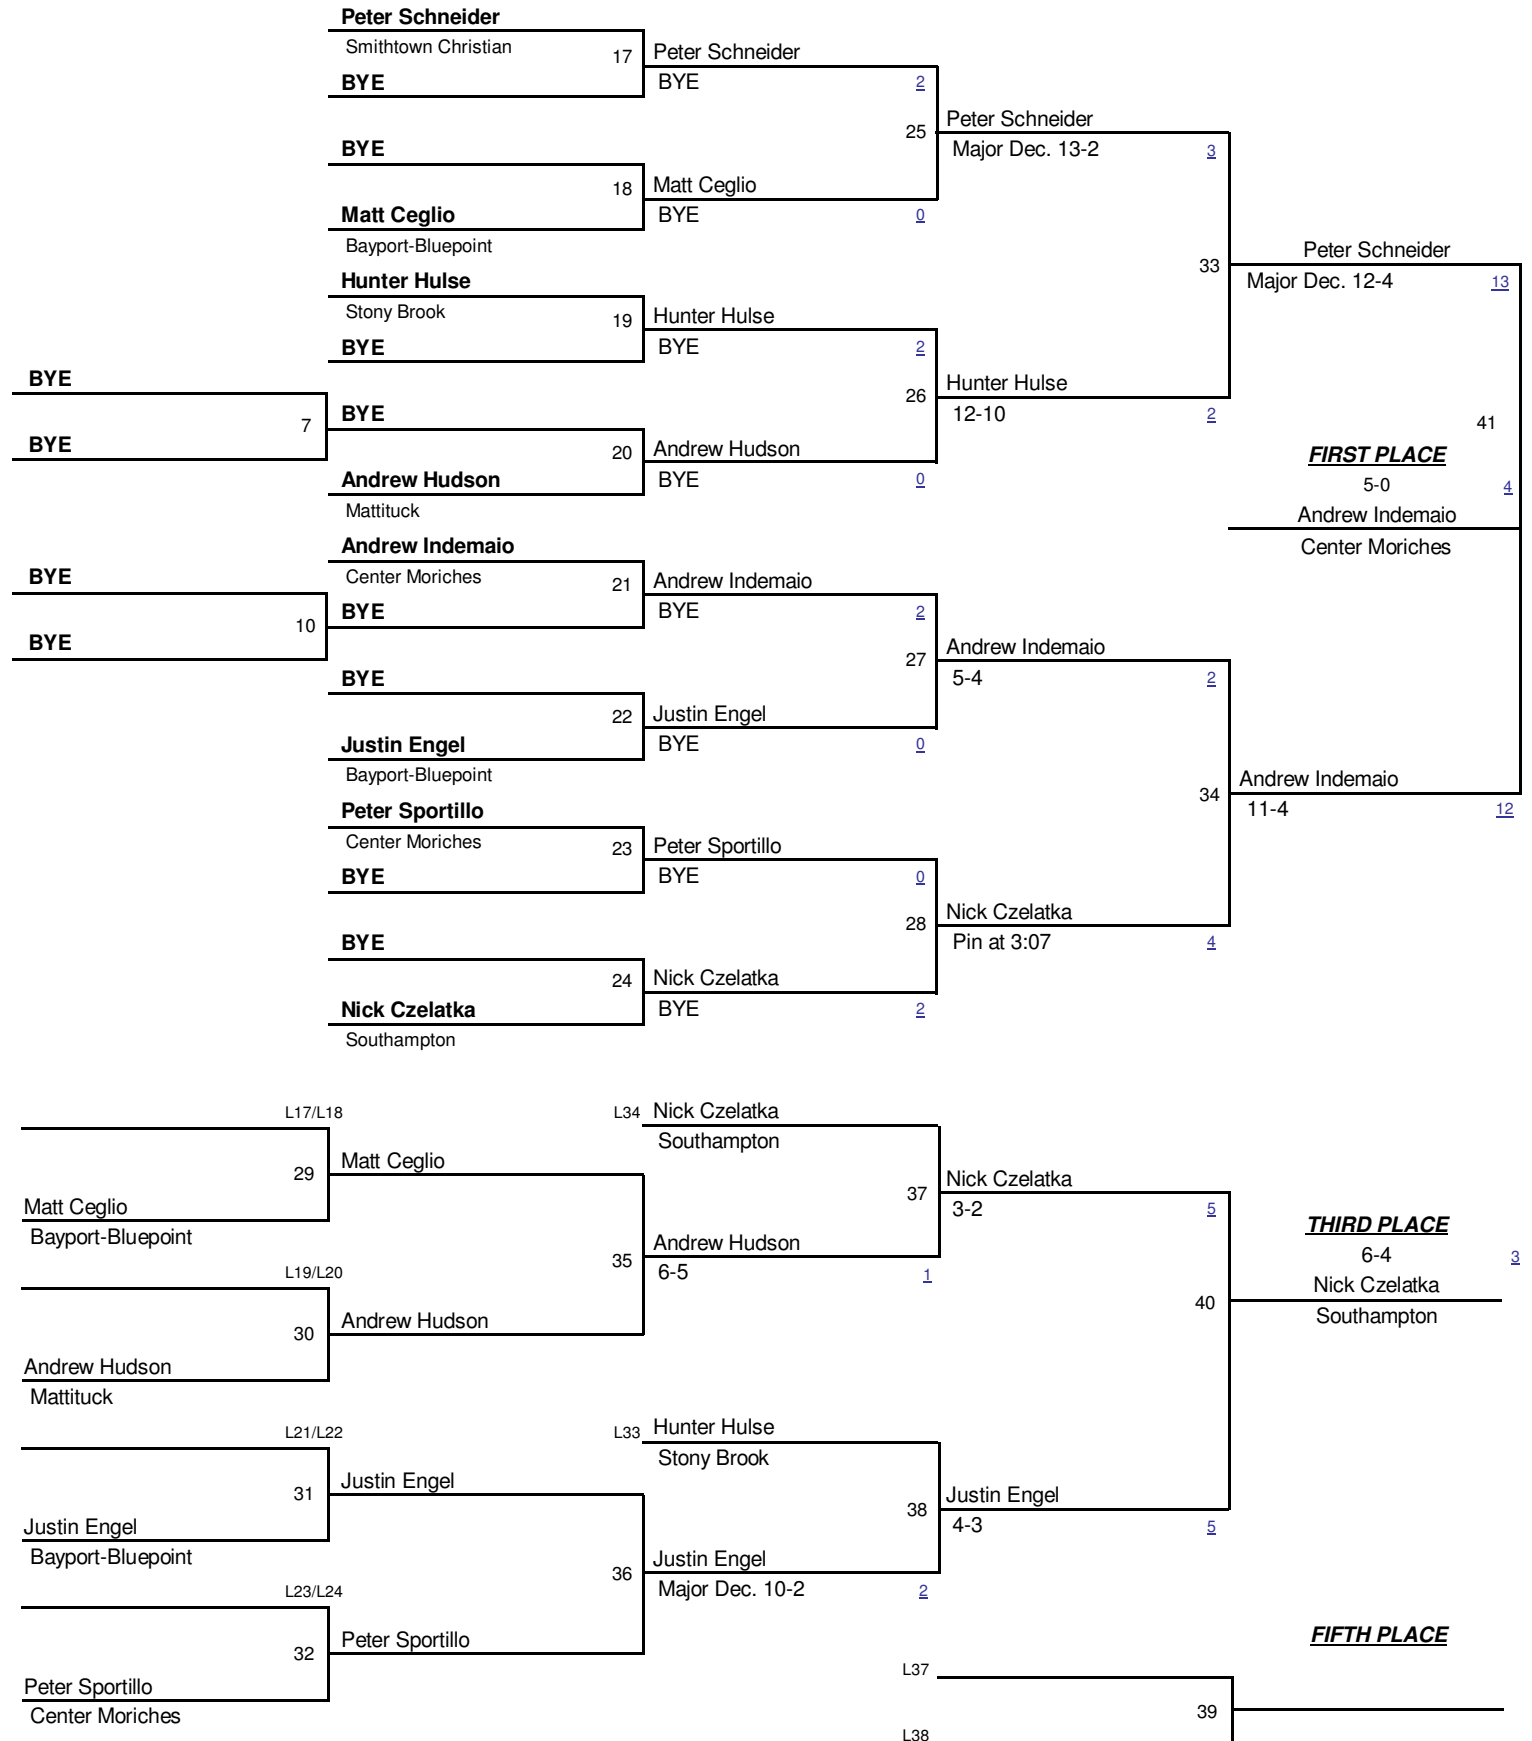 Peter Schneider
Smithtown Christian
17
Peter Schneider
BYE
BYE
2
25
Peter Schneider
Major Dec. 13-2
3
BYE
18
Matt Ceglio
Matt Ceglio
BYE
0
Bayport-Bluepoint
33
Peter Schneider
Major Dec. 12-4
13
Hunter Hulse
Stony Brook
19
Hunter Hulse
BYE
BYE
2
BYE
26
Hunter Hulse
12-10
2
7
BYE
41
BYE
20
Andrew Hudson
FIRST PLACE
Andrew Hudson
BYE
0
5-0
4
Mattituck
Andrew Indemaio
Center Moriches
Andrew Indemaio
Center Moriches
21
Andrew Indemaio
BYE
BYE
BYE
2
10
BYE
27
Andrew Indemaio
5-4
2
BYE
22
Justin Engel
Justin Engel
BYE
0
Bayport-Bluepoint
34
Andrew Indemaio
11-4
12
Peter Sportillo
Center Moriches
23
Peter Sportillo
BYE
BYE
0
28
Nick Czelatka
Pin at 3:07
4
BYE
24
Nick Czelatka
Nick Czelatka
BYE
2
Southampton
L17/L18
L34
Nick Czelatka
Southampton
29
Matt Ceglio
37
Nick Czelatka
3-2
5
Matt Ceglio
Bayport-Bluepoint
THIRD PLACE
35
Andrew Hudson
6-5
1
6-4
3
L19/L20
Nick Czelatka
40
Southampton
30
Andrew Hudson
Andrew Hudson
Mattituck
L21/L22
L33
Hunter Hulse
Stony Brook
31
Justin Engel
38
Justin Engel
4-3
5
Justin Engel
Bayport-Bluepoint
36
Justin Engel
Major Dec. 10-2
2
L23/L24
32
Peter Sportillo
FIFTH PLACE
Peter Sportillo
Center Moriches
L37
39
L38